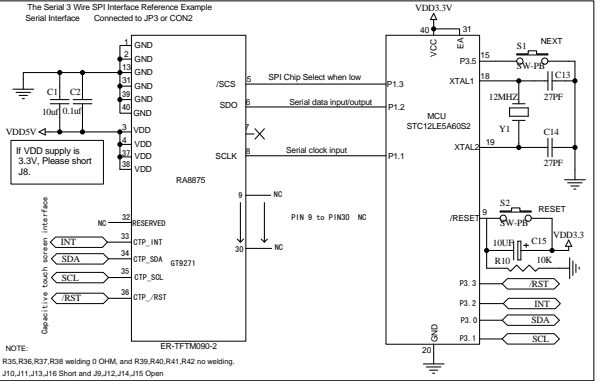 The Serial 3 Wire SPI Interface Reference Example
Serial Interface Connected to JP3 or CON2
VDD3.3V
40
31
VCC
EA
1 GND
2 GND
13 GND
31 GND
39 GND
40 GND
C1
C2
10uf
0.1uf
VDD5V
3 VDD
4 VDD
37 VDD
38 VDD
If VDD supply is
3.3V, Please short
J8.
/CS 5 SPI Chip Select when low P1.3
SDO 6 Serial data input/output P1.2
7
SCLK 8 Serial clock input P1.1
RA8875
9 NC
PIN 9 to PIN30 NC
30 NC
MCU
STC12LE5A60S2
P3.5 15
S1
NEXT
SW-PB
XTAL1 18
C13
27PF
12MHZ
Y1
XTAL2 19
C14
27PF
/RESET 9
S2
RESET
SW-PB
VDD3.3
10UF
C15
R10
10K
P3.3 /RST
P3.2 INT
P3.0 SDA
P3.1 SCL
GND
20
Capacitive touch screen interface
NC 32 RESERVED
INT 33 CTP_INT
SDA 34 CTP_SDA
SCL 35 CTP_SCL
/RST 36 CTP_/RST
GT9271
ER-TFTM090-2
NOTE:
R35,R36,R37,R38 welding 0 OHM, and R39,R40,R41,R42 no welding.
J10,J11,J13,J16 Short and J9,J12,J14,J15 Open